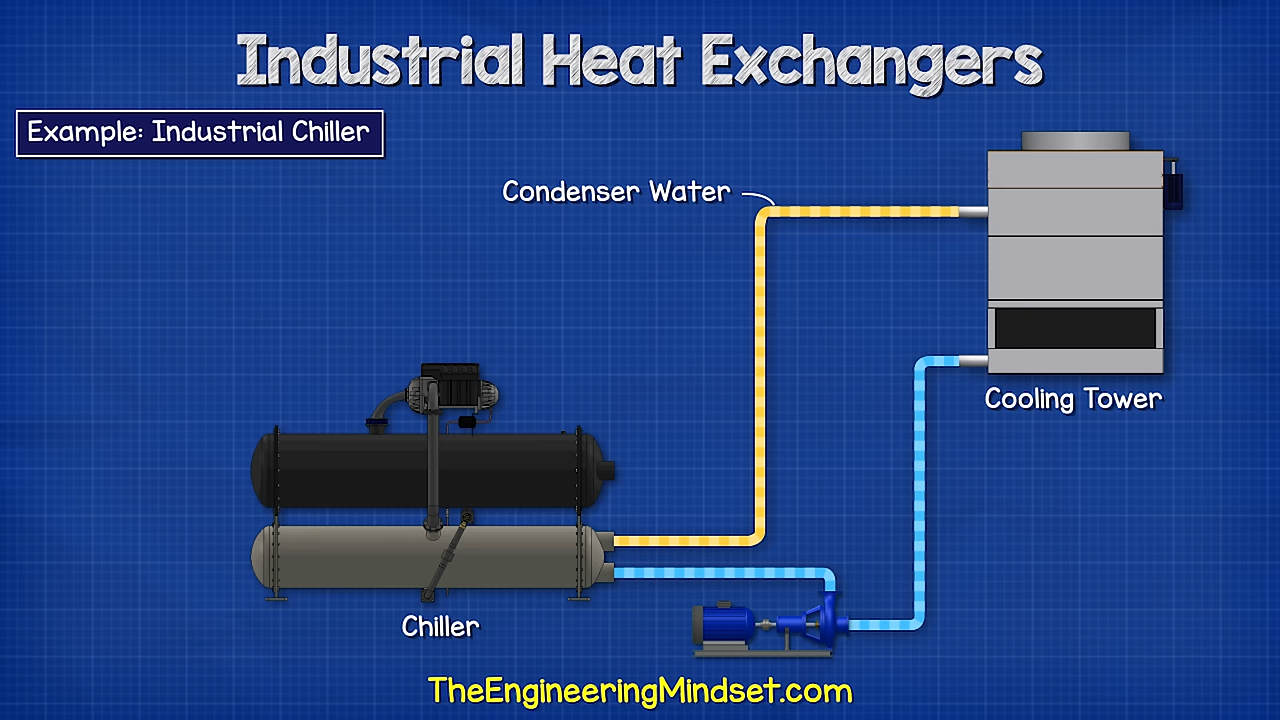 Industrial Heat Exchangers
Example: Industrial Chiller
Condenser Water
Cooling Tower
Chiller
TheEngineeringMindset.com